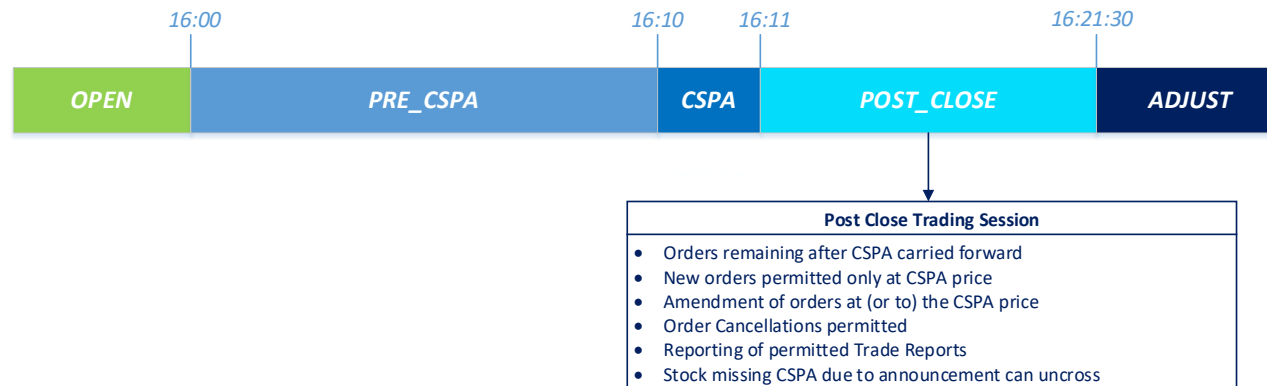 16:00 16:10 16:11 16:21:30
OPEN PRE_CSPA CSPA POST_CLOSE ADJUST
Post Close Trading Session
• Orders remaining after CSPA carried forward
• New orders permitted only at CSPA price
• Amendment of orders at (or to) the CSPA price
• Order Cancellations permitted
• Reporting of permitted Trade Reports
• Stock missing CSPA due to announcement can uncross